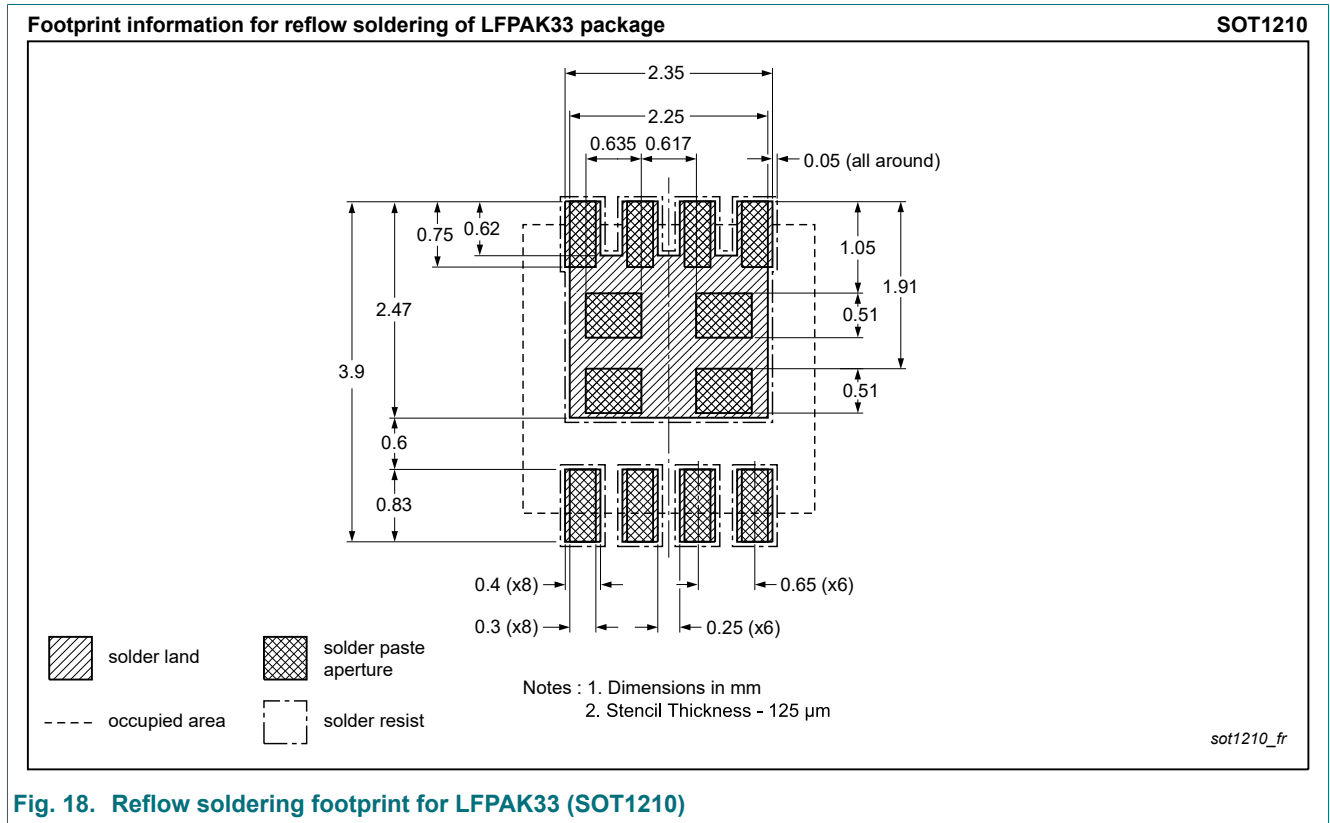 Footprint information for reflow soldering of LFPAK33 package SOT1210
2.35
2.25
0.635 0.617
0.05 (all around)
0.75 0.62
1.05
1.91
2.47
0.51
3.9
0.51
0.6
0.83
0.4 (x8)
0.65 (x6)
0.3 (x8)
0.25 (x6)
solder land
solder paste
aperture
occupied area
solder resist
Notes : 1. Dimensions in mm
2. Stencil Thickness - 125 μm
sot1210_fr
Fig. 18. Reflow soldering footprint for LFPAK33 (SOT1210)